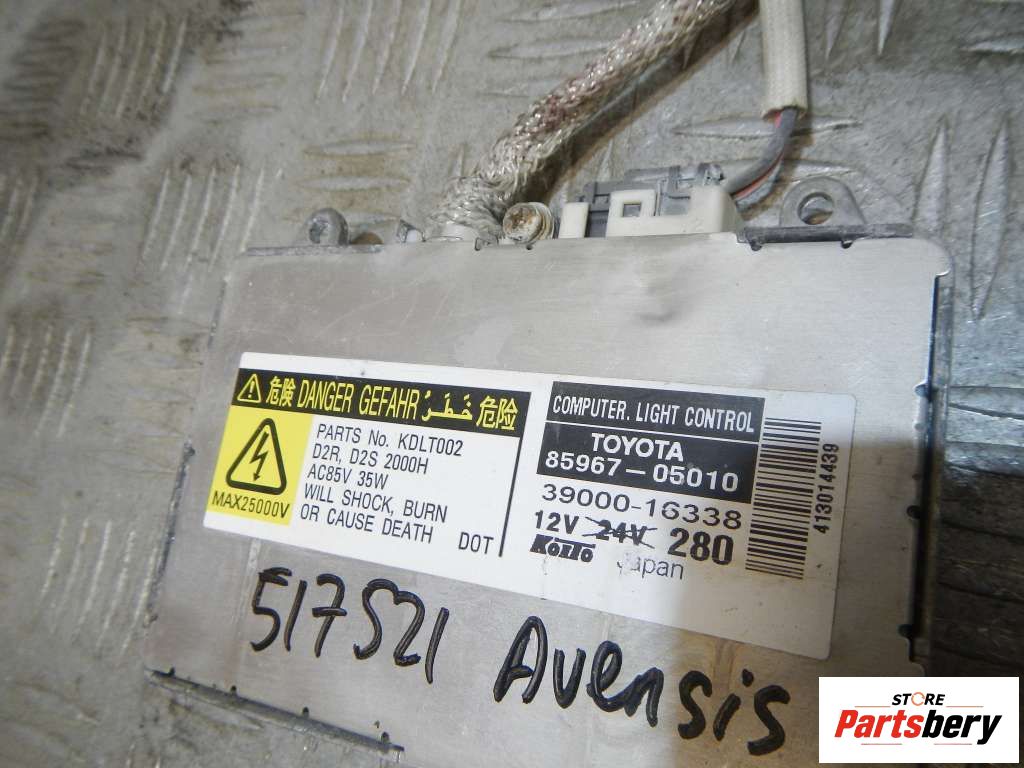 危険 DANGER GEFAHR خَطَرْ 危险
MAX25000V
PARTS No. KDLT002
D2R, D2S 2000H
AC85V 35W
WILL SHOCK, BURN
OR CAUSE DEATH DOT
COMPUTER. LIGHT CONTROL
TOYOTA
85967-05010
39000-16338
12V 24V 280
KOITO Japan
413014439
517521 Avensis
STORE
Partsbery